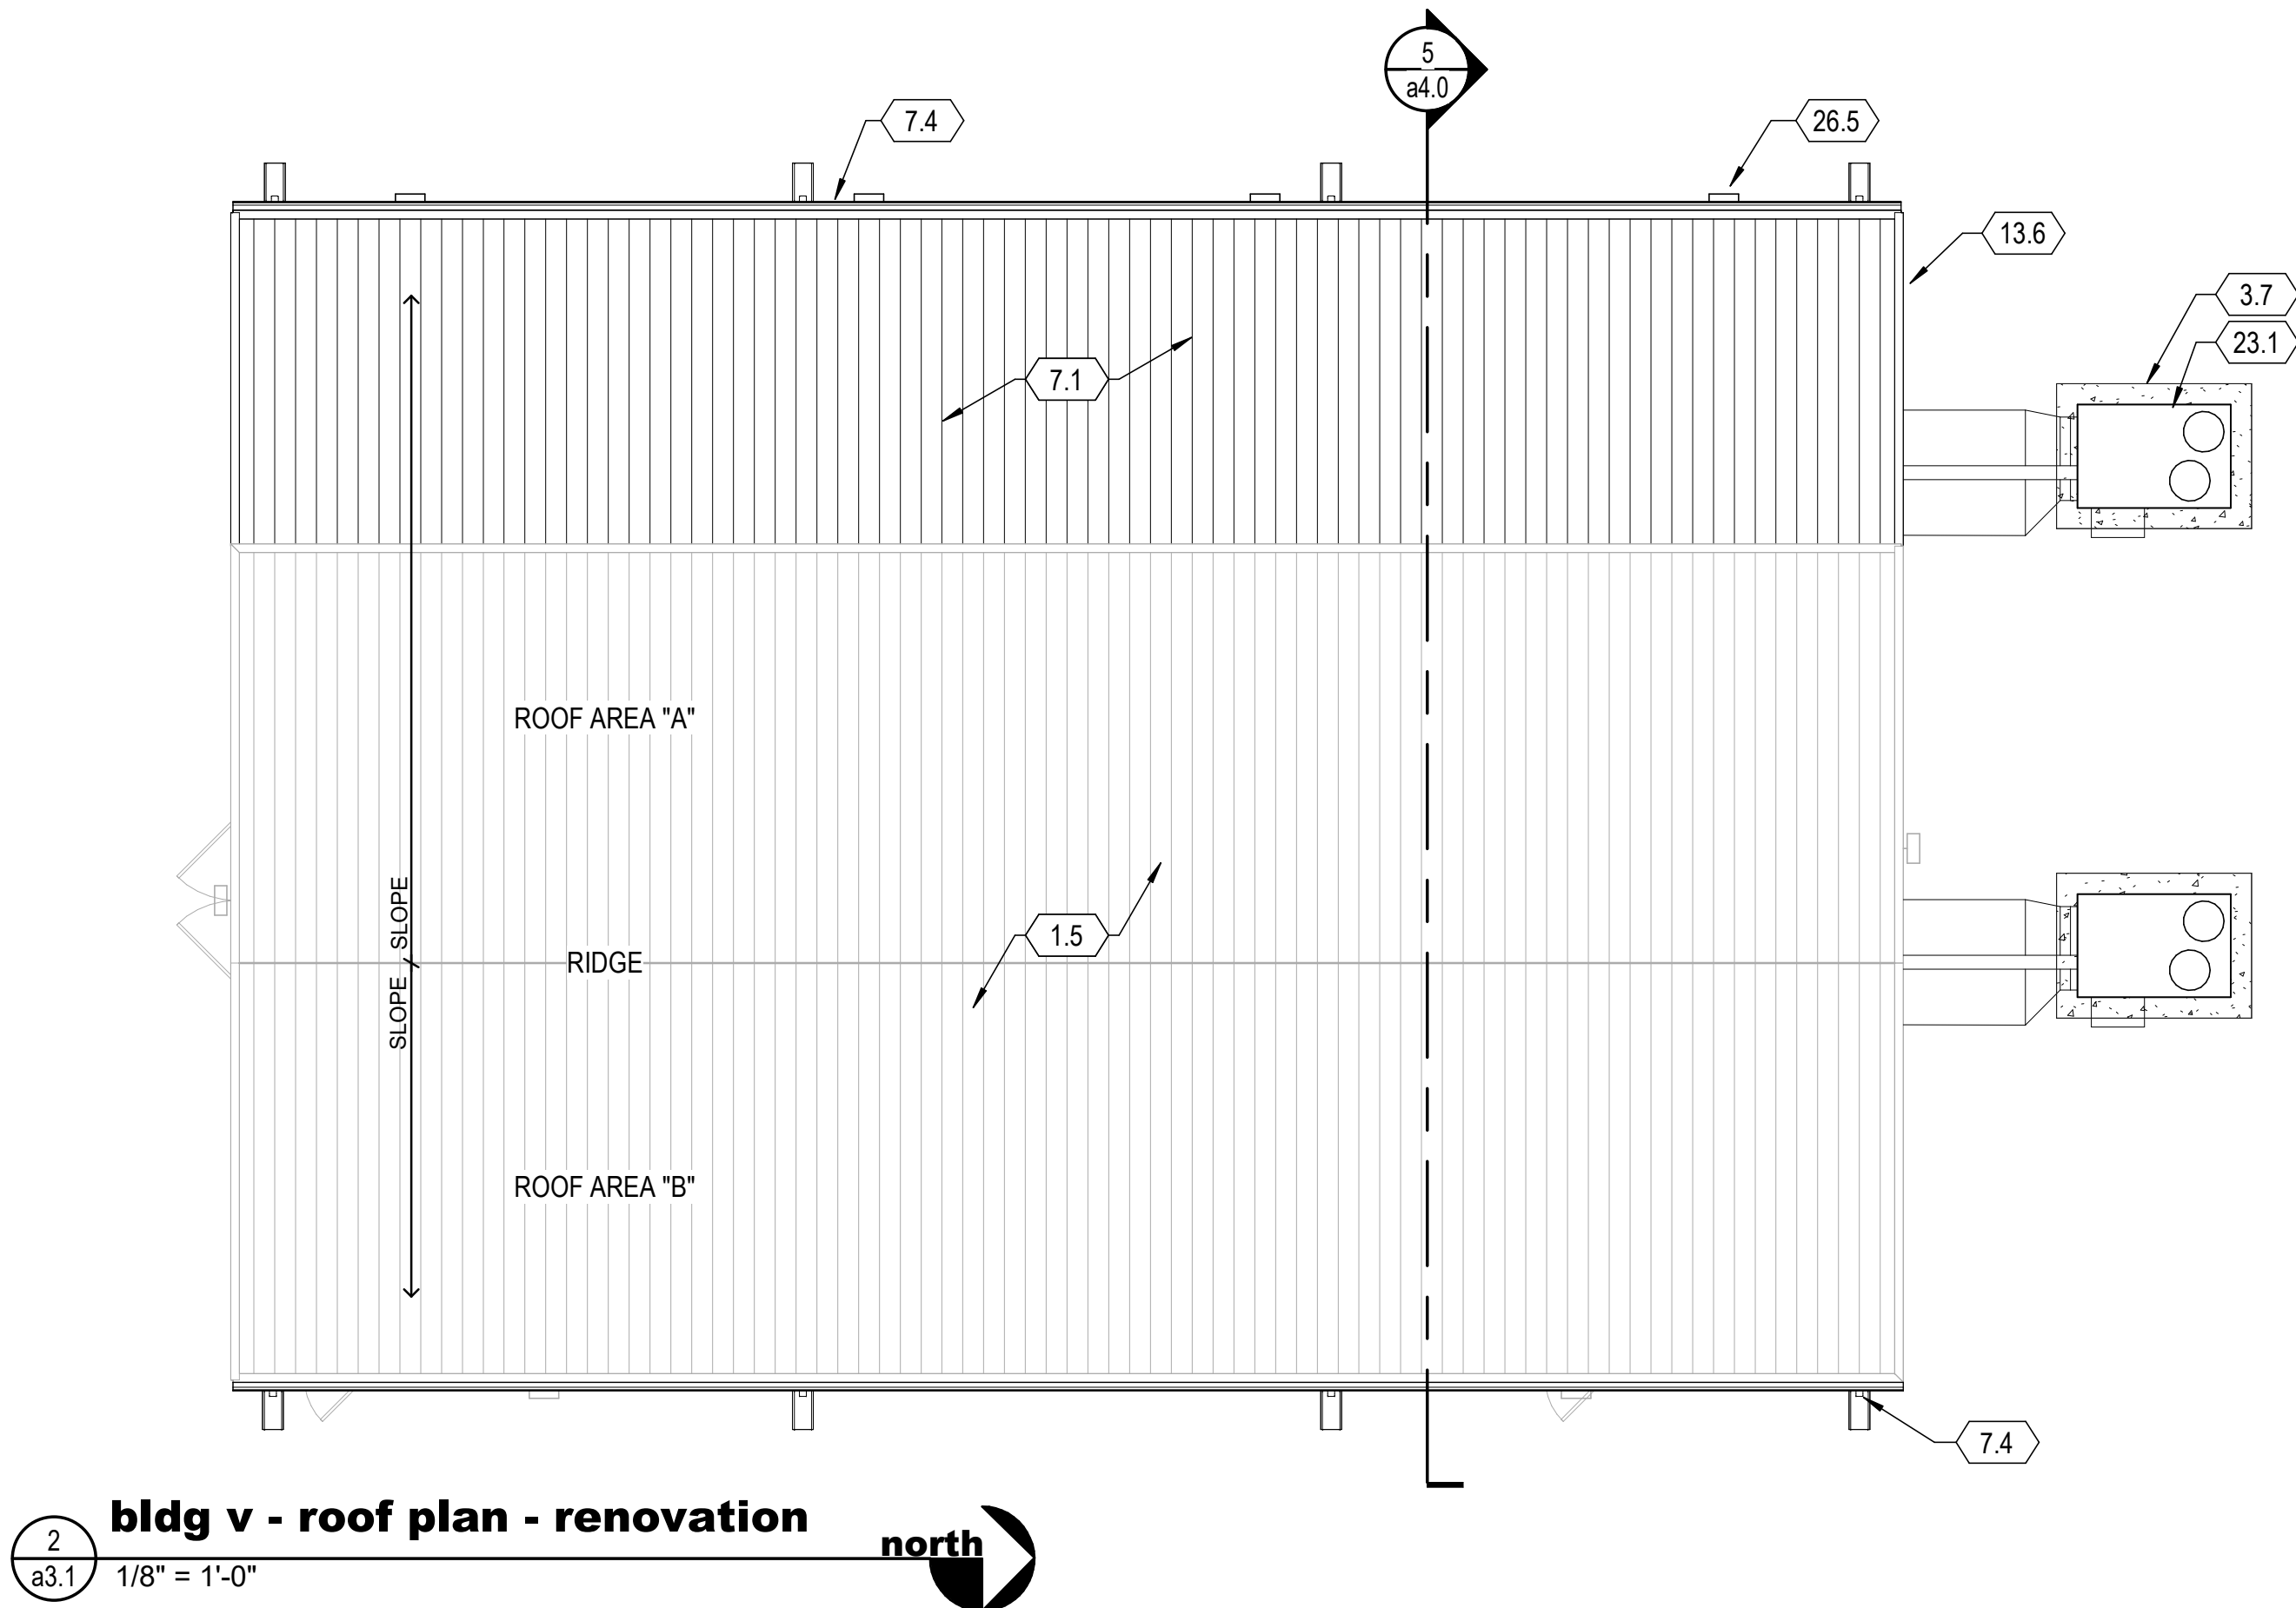 5
a4.0
7.4
26.5
13.6
3.7
23.1
7.1
ROOF AREA "A"
SLOPE
1.5
RIDGE
SLOPE
ROOF AREA "B"
7.4
2
a3.1
bldg v - roof plan - renovation
1/8" = 1'-0"
north